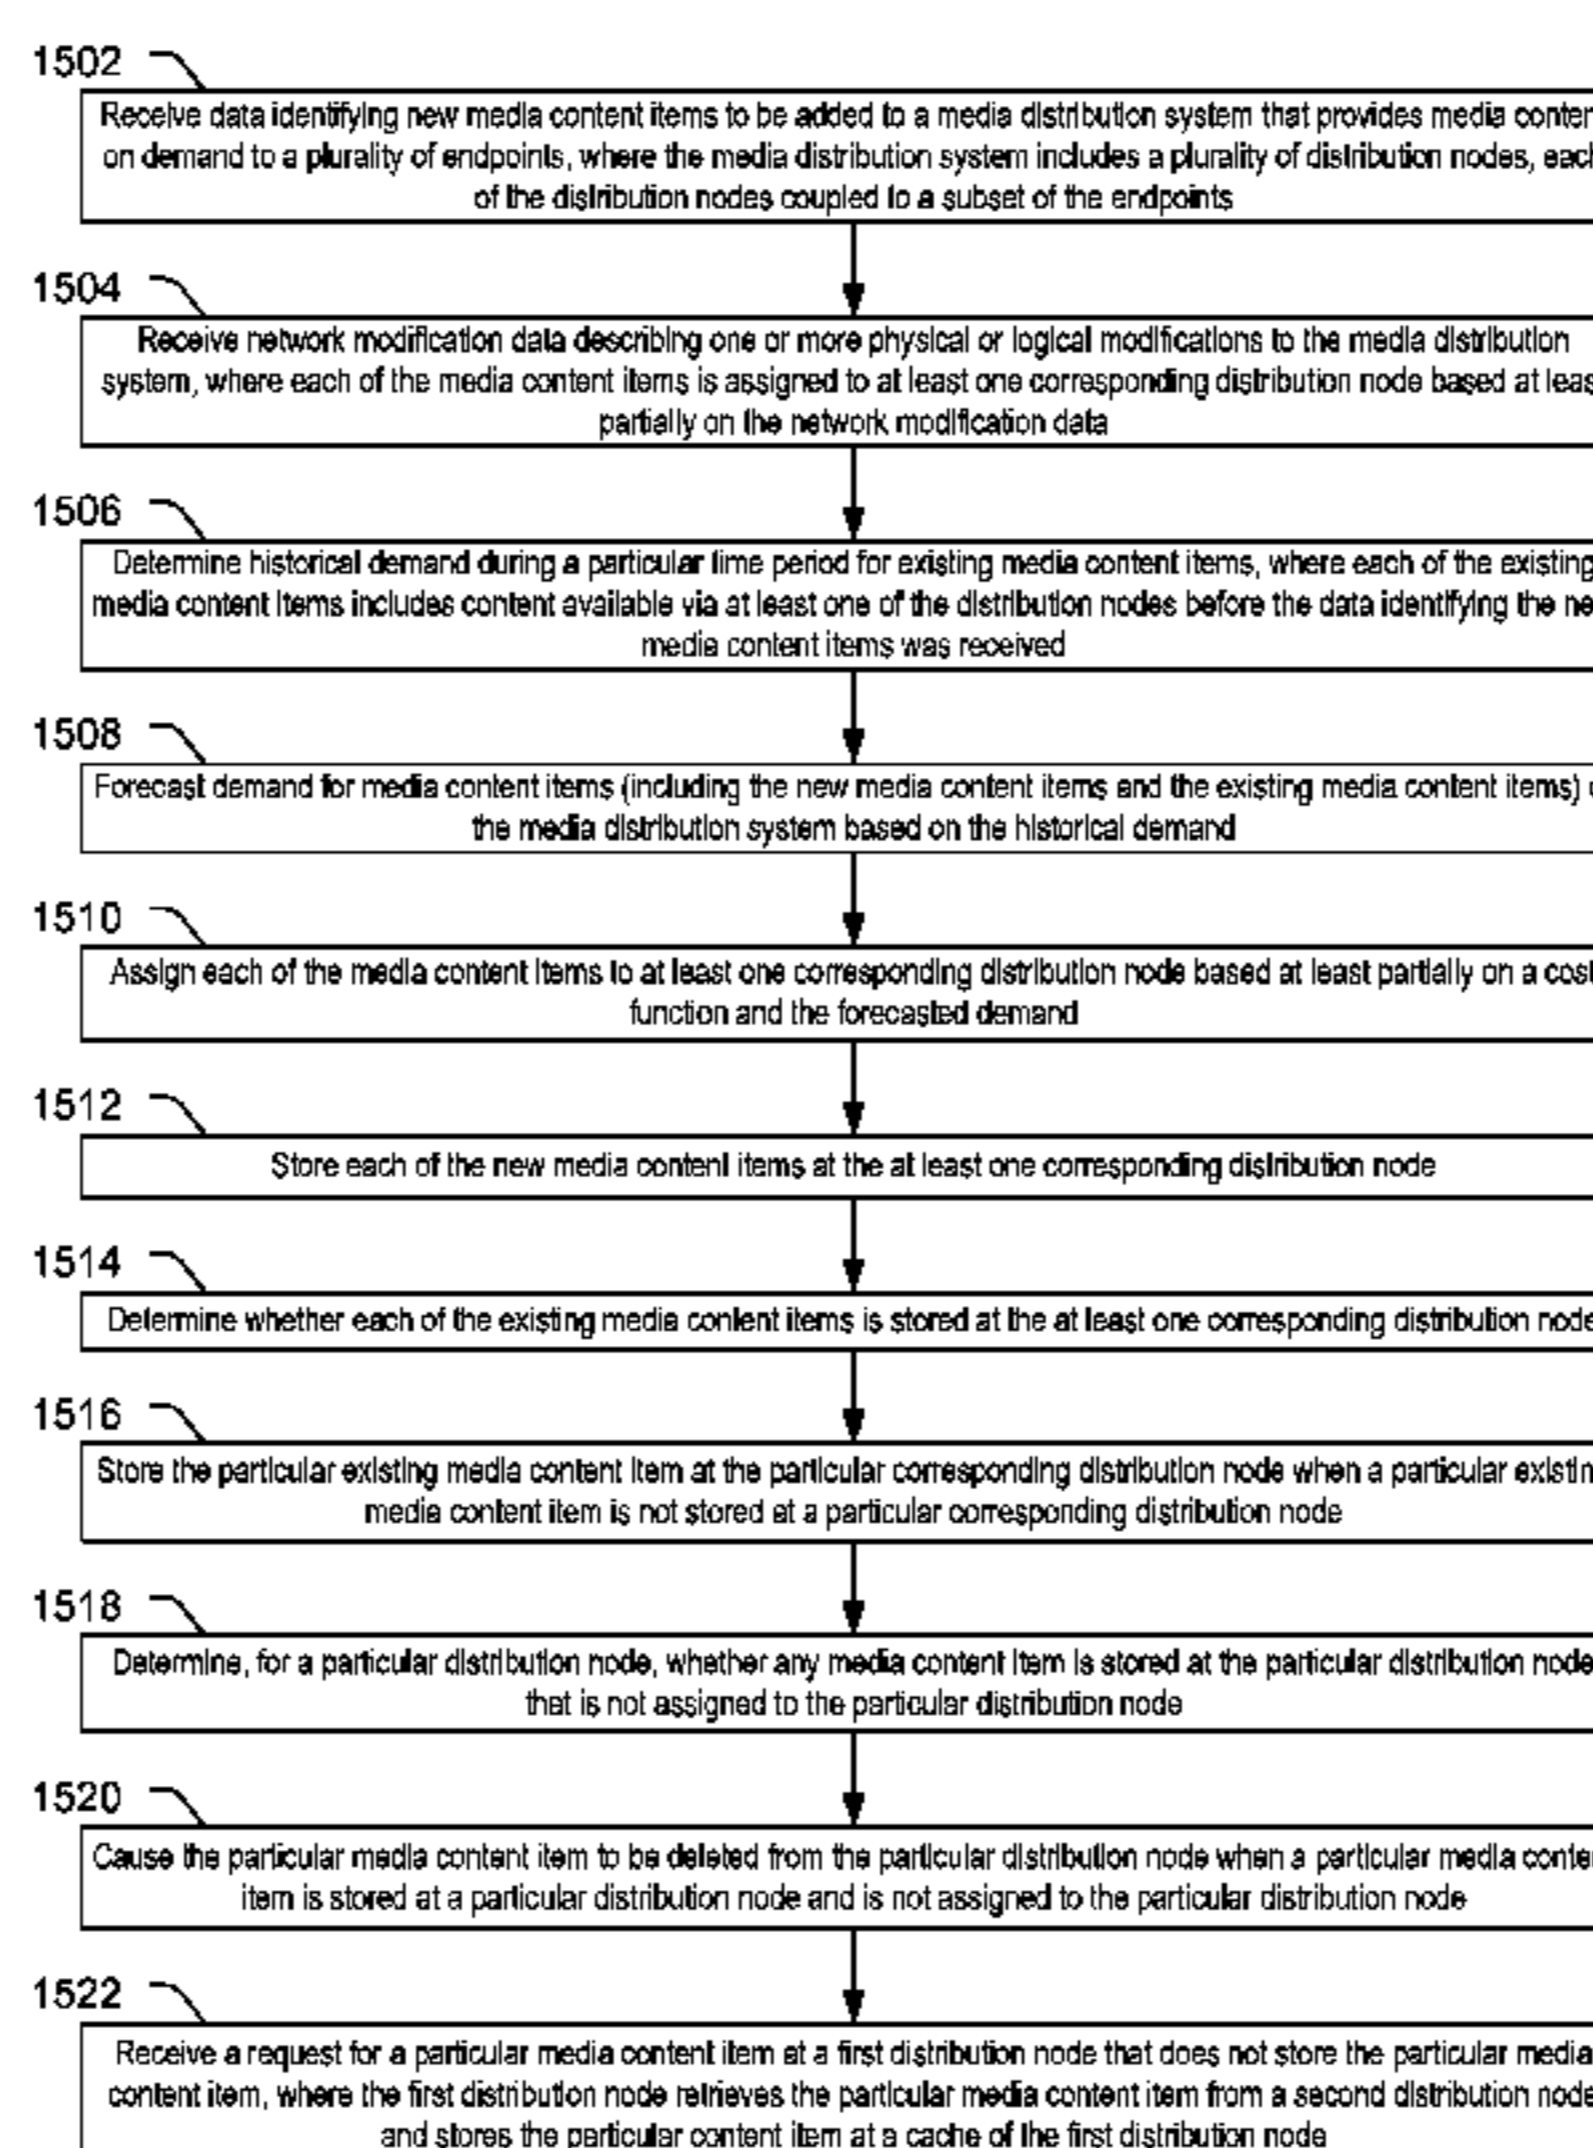 1502
Receive data identifying new media content items to be added to a media distribution system that provides media conten
on demand to a plurality of endpoints, where the media distribution system includes a plurality of distribution nodes, each
of the distribution nodes coupled to a subset of the endpoints
1504
Receive network modification data describing one or more physical or logical modifications to the media distribution
system, where each of the media content items is assigned to at least one corresponding distribution node based at leas
partially on the network modification data
1506
Determine historical demand during a particular time period for existing media content items, where each of the existing
media content items includes content available via at least one of the distribution nodes before the data identifying the ne
media content items was received
1508
Forecast demand for media content items (including the new media content items and the existing media content items)
the media distribution system based on the historical demand
1510
Assign each of the media content items to at least one corresponding distribution node based at least partially on a cost
function and the forecasted demand
1512
Store each of the new media content items at the at least one corresponding distribution node
1514
Determine whether each of the existing media content items is stored at the at least one corresponding distribution node
1516
Store the particular existing media content item at the particular corresponding distribution node when a particular existin
media content item is not stored at a particular corresponding distribution node
1518
Determine, for a particular distribution node, whether any media content item is stored at the particular distribution node
that is not assigned to the particular distribution node
1520
Cause the particular media content item to be deleted from the particular distribution node when a particular media conte
item is stored at a particular distribution node and is not assigned to the particular distribution node
1522
Receive a request for a particular media content item at a first distribution node that does not store the particular media
content item, where the first distribution node retrieves the particular media content item from a second distribution node
and stores the particular content item at a cache of the first distribution node